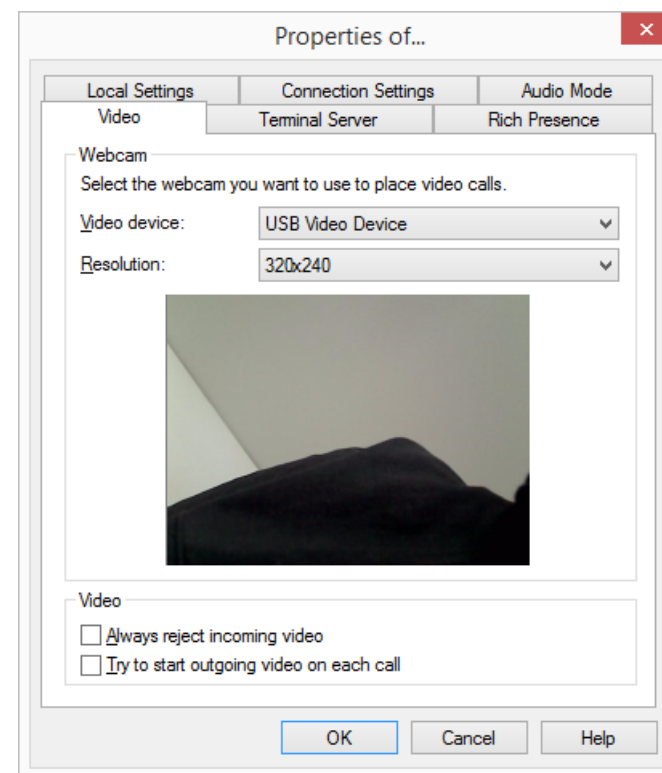 Properties of...
Local Settings
Connection Settings
Audio Mode
Video
Terminal Server
Rich Presence
Webcam
Select the webcam you want to use to place video calls.
Video device:
USB Video Device
Resolution:
320x240
Video
Always reject incoming video
Try to start outgoing video on each call
OK
Cancel
Help